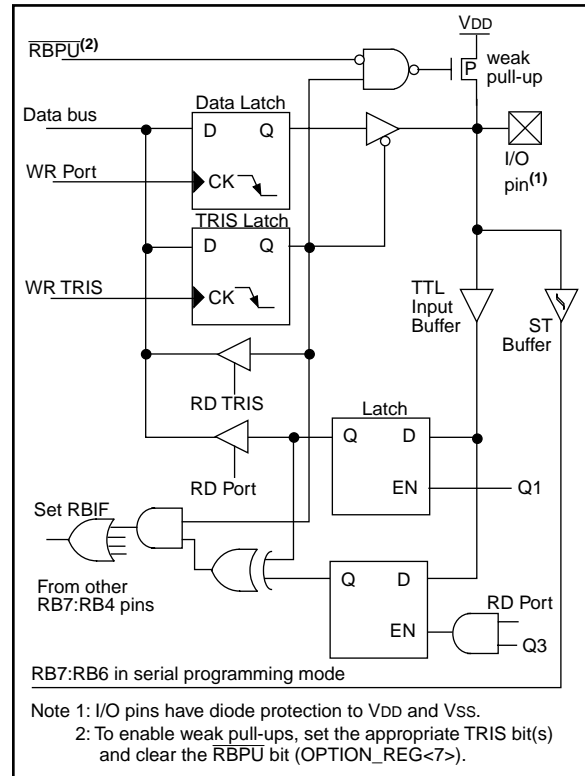 VDD
RBPU(2)
P
weak
pull-up
Data Latch
Data bus
D
Q
I/O
pin(1)
WR Port
CK
TRIS Latch
D
Q
WR TRIS
CK
TTL
Input
Buffer
ST
Buffer
RD TRIS
Latch
Q
D
RD Port
EN
Q1
Set RBIF
From other
RB7:RB4 pins
Q
D
RD Port
EN
Q3
RB7:RB6 in serial programming mode
Note 1: I/O pins have diode protection to VDD and VSS.
2: To enable weak pull-ups, set the appropriate TRIS bit(s)
and clear the RBPU bit (OPTION_REG<7>).